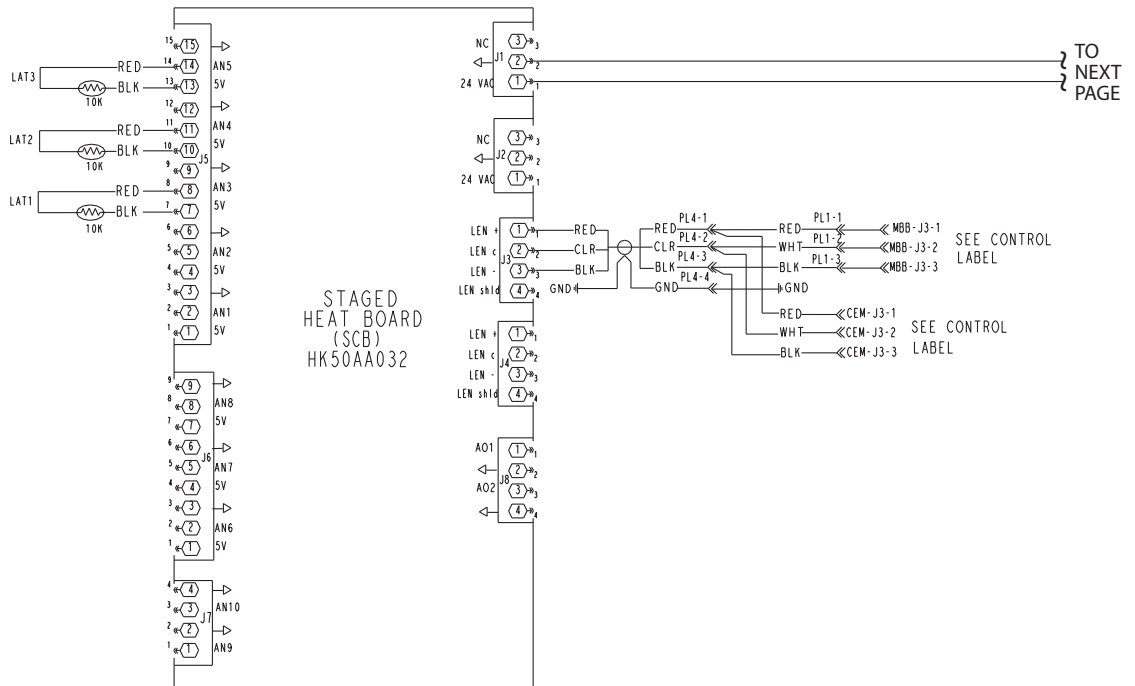 15 15
LAT3 RED 14 14 AN5
BLK 13 13 5V
10K
12 12
LAT2 RED 11 11 AN4
BLK 10 10 5V
10K
9 9 J5
LAT1 RED 8 8 AN3
BLK 7 7 5V
10K
6 6
5 5 AN2
4 4 5V
3 3
2 2 AN1
1 1 5V
9 9
8 8 AN8
7 7 5V
6 6 J6
5 5 AN7
4 4 5V
3 3
2 2 AN6
1 1 5V
4 4
3 3 AN10
J7
2 2
1 1 AN9
STAGED
HEAT BOARD
(SCB)
HK50AA032
NC 3 3
J1
2 2
24 VAC 1 1
TO
NEXT
PAGE
NC 3 3
J2 2 2
24 VAC 1 1
LEN + 1 1 RED
LEN c 2 2 CLR
J3
LEN - 3 3 BLK
LEN shld 4 4 GND
RED PL4-1 RED PL1-1 MBB-J3-1
CLR PL4-2 WHT PL1-2 MBB-J3-2
BLK PL4-3 BLK PL1-3 MBB-J3-3
GND PL4-4 GND
SEE CONTROL
LABEL
RED CEM-J3-1
WHT CEM-J3-2
BLK CEM-J3-3
SEE CONTROL
LABEL
LEN + 1 1
LEN c 2 2
J4
LEN - 3 3
LEN shld 4 4
AO1 1 1
2 2
J8
AO2 3 3
4 4